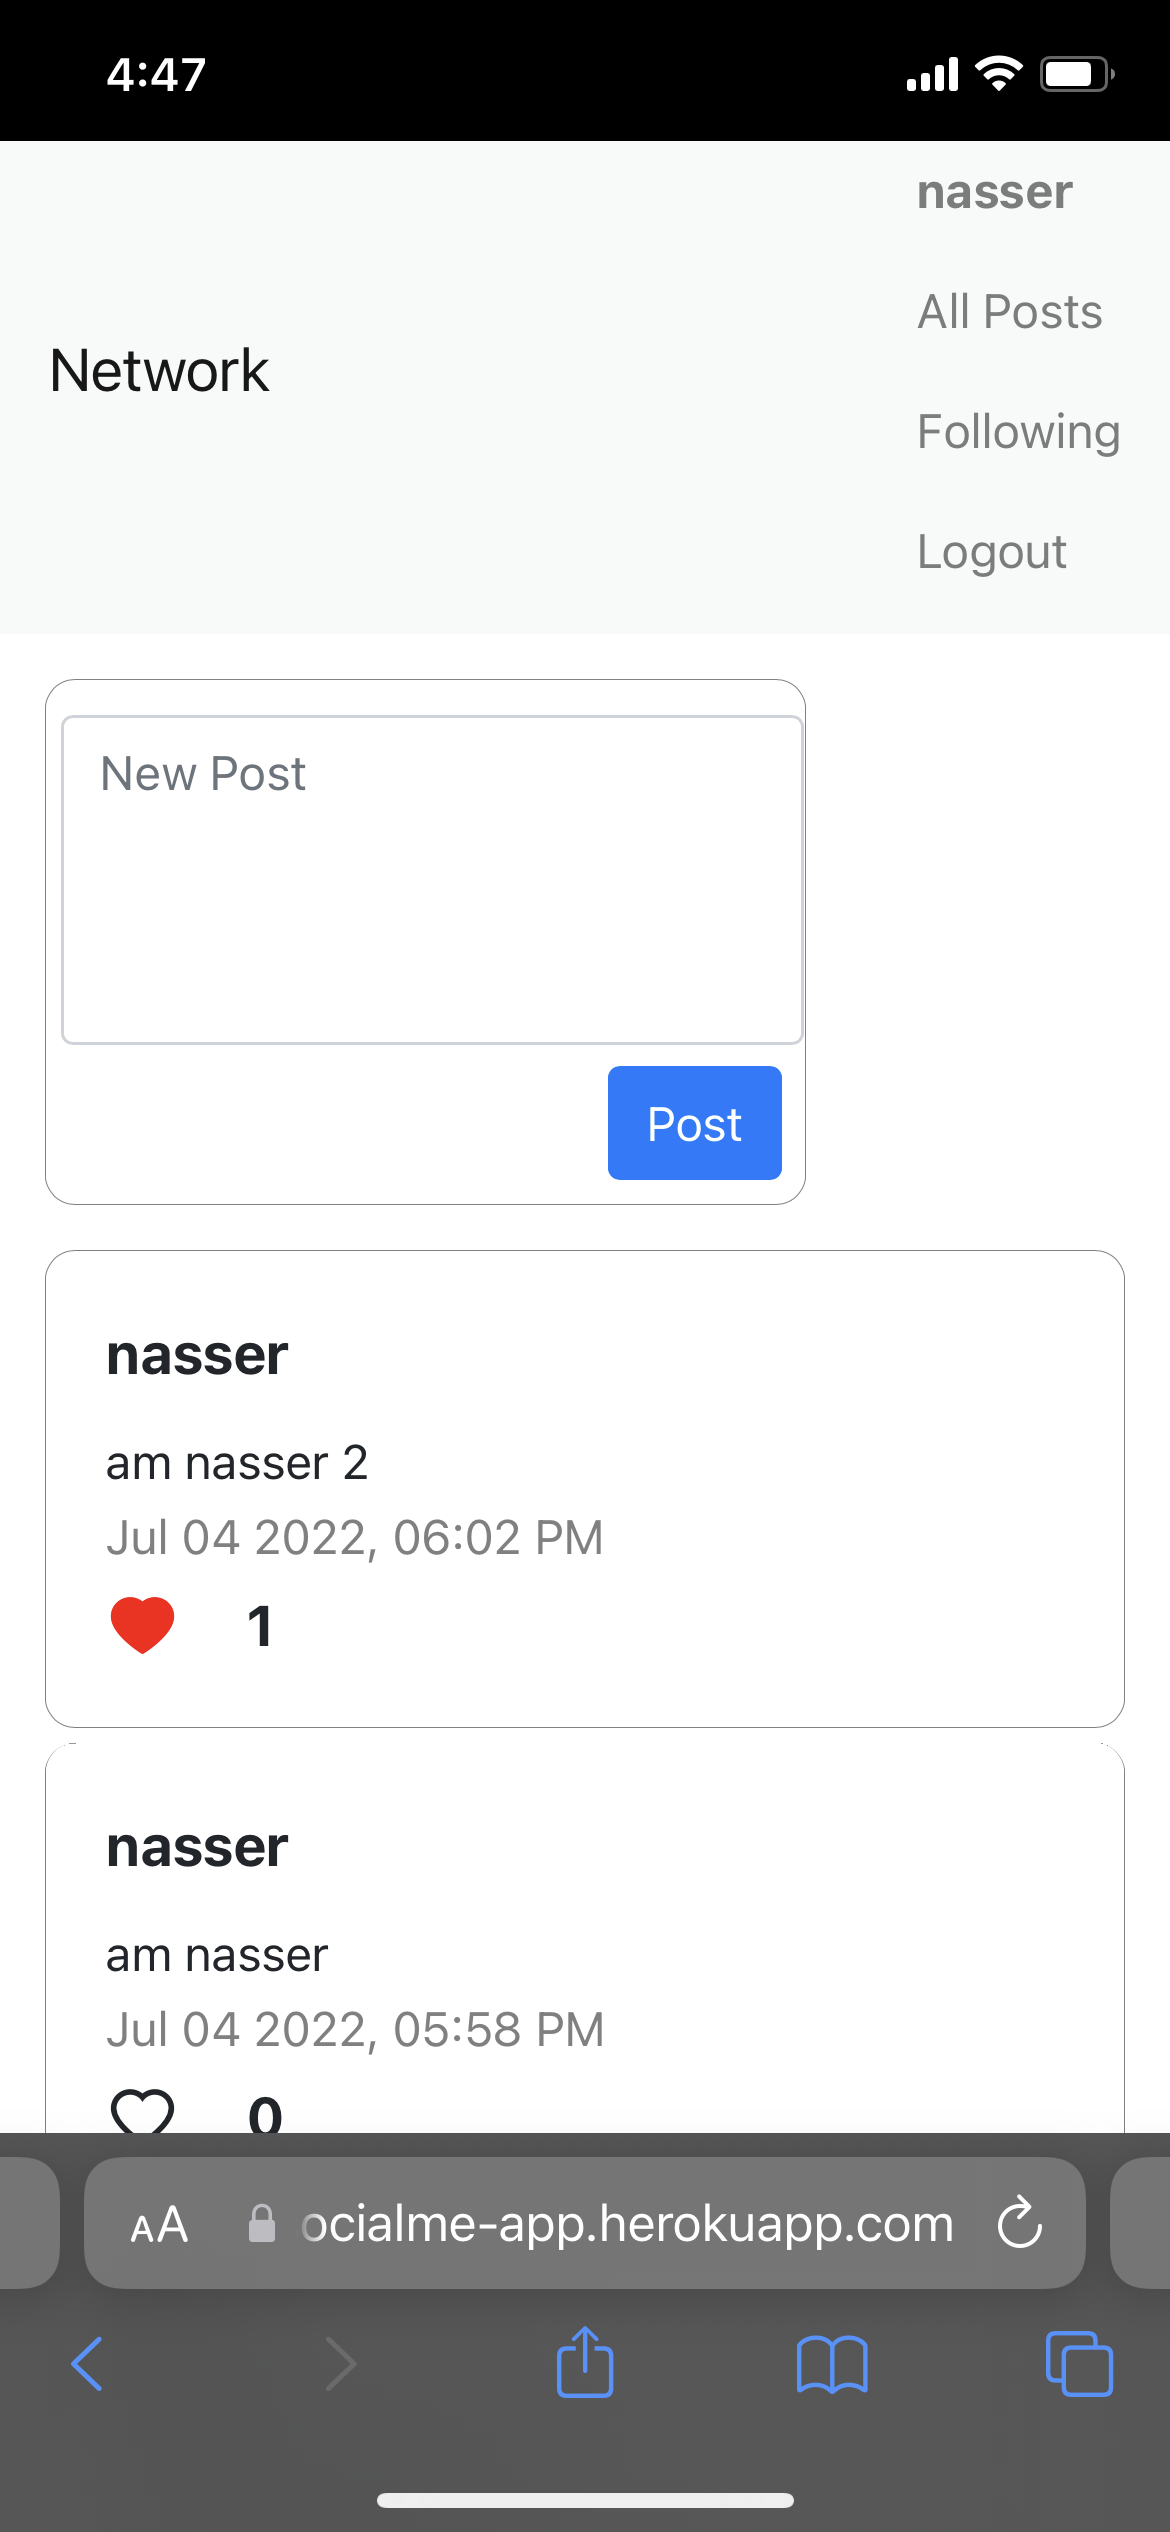 4:47
nasser
All Posts
Network
Following
Logout
New Post
Post
nasser
am nasser 2
Jul 04 2022, 06:02 PM
1
nasser
am nasser
Jul 04 2022, 05:58 PM
0
AA ocialme-app.herokuapp.com